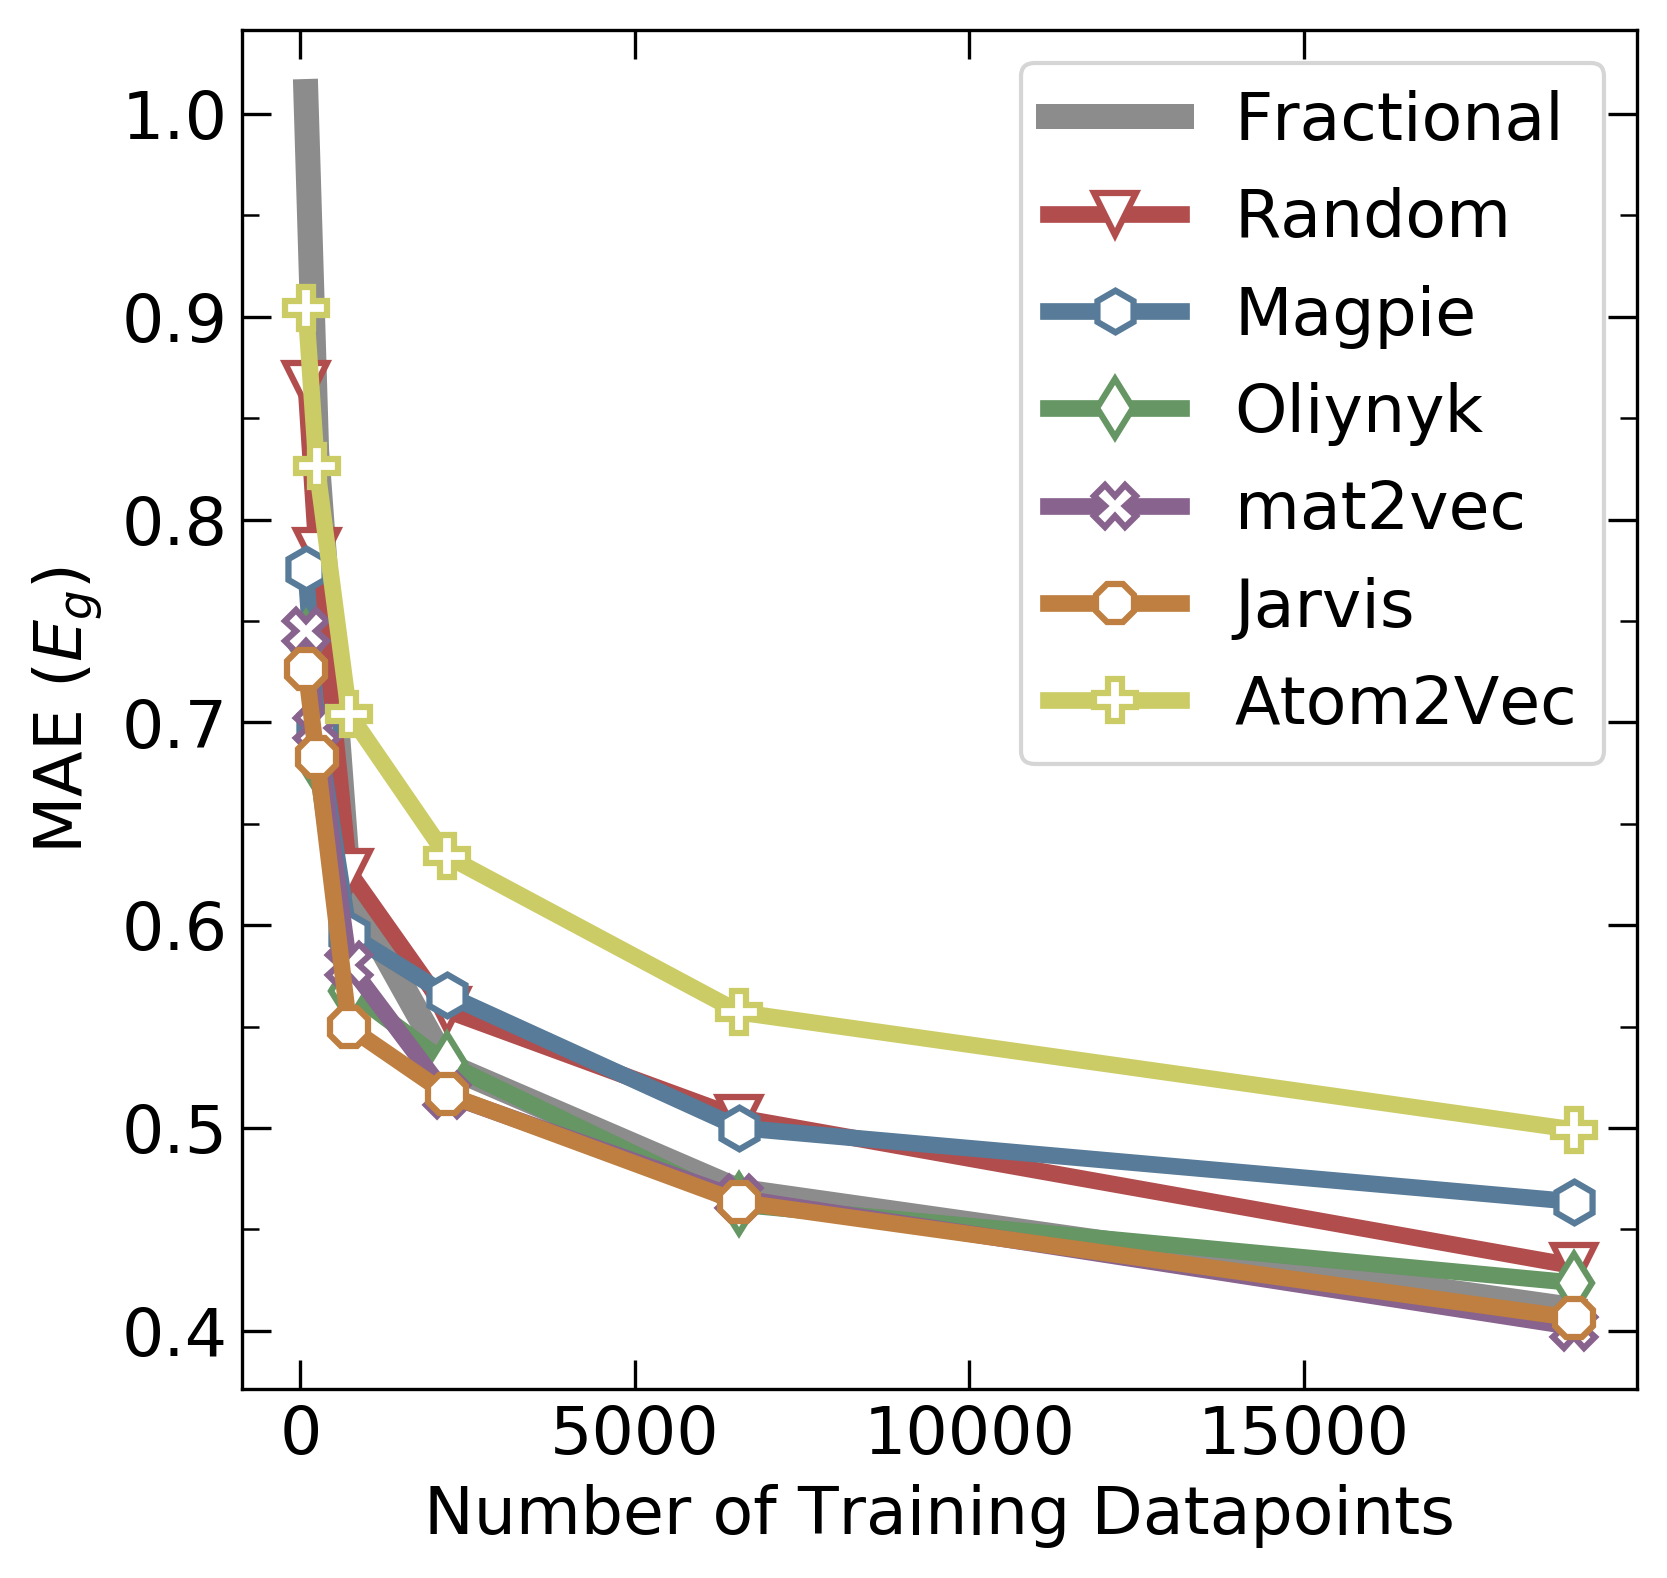 1.0
0.9
0.8
0.7
0.6
0.5
0.4
MAE (E_g)
Fractional
Random
Magpie
Oliynyk
mat2vec
Jarvis
Atom2Vec
0 5000 10000 15000
Number of Training Datapoints